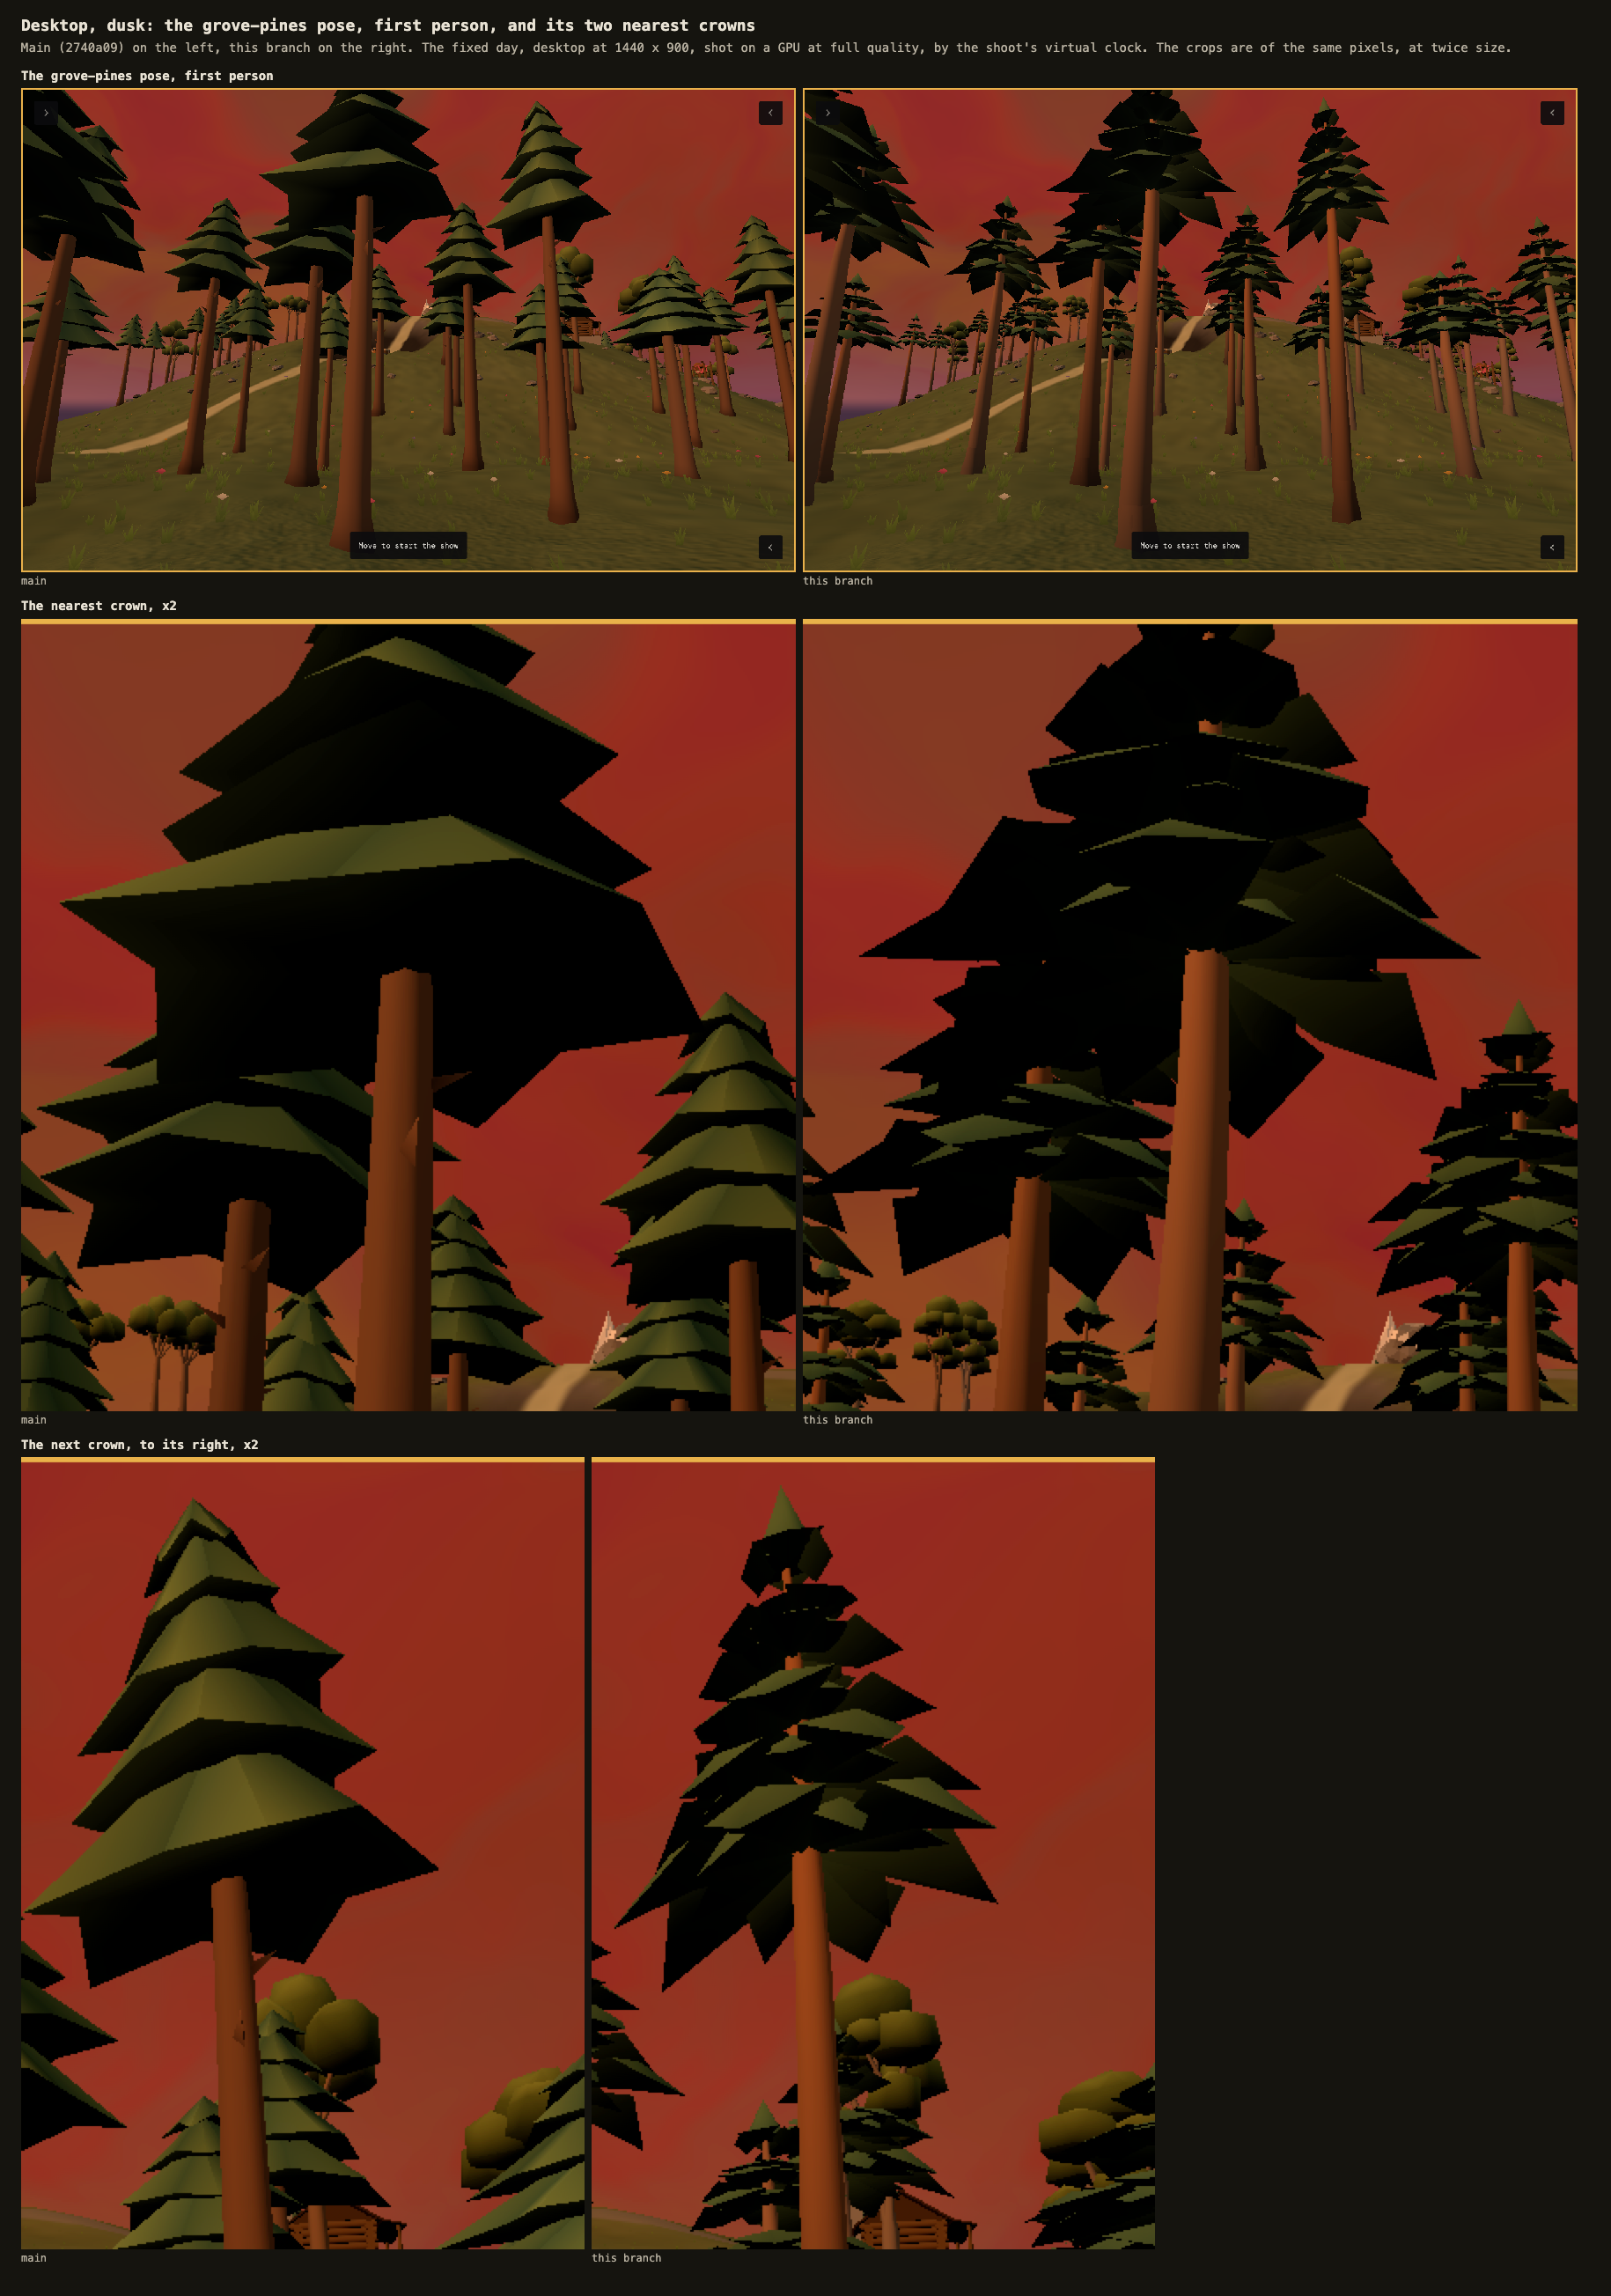 Desktop, dusk: the grove-pines pose, first person, and its two nearest crowns
Main (2740a09) on the left, this branch on the right. The fixed day, desktop at 1440 x 900, shot on a GPU at full quality, by the shoot's virtual clock. The crops are of the same pixels, at twice size.
The grove-pines pose, first person
Move to start the show
Move to start the show
main
this branch
The nearest crown, x2
main
this branch
The next crown, to its right, x2
main
this branch